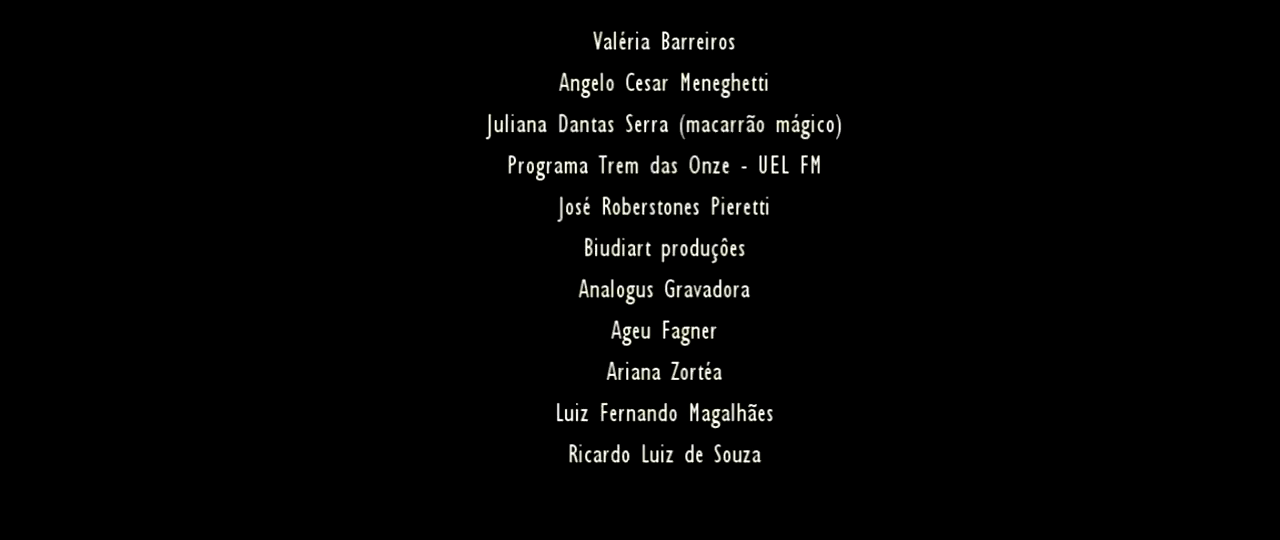 Valéria Barreiros
Angelo Cesar Meneghetti
Juliana Dantas Serra (macarrão mágico)
Programa Trem das Onze - UEL FM
José Roberstones Pieretti
Biudiart produçôes
Analogus Gravadora
Ageu Fagner
Ariana Zortéa
Luiz Fernando Magalhães
Ricardo Luiz de Souza